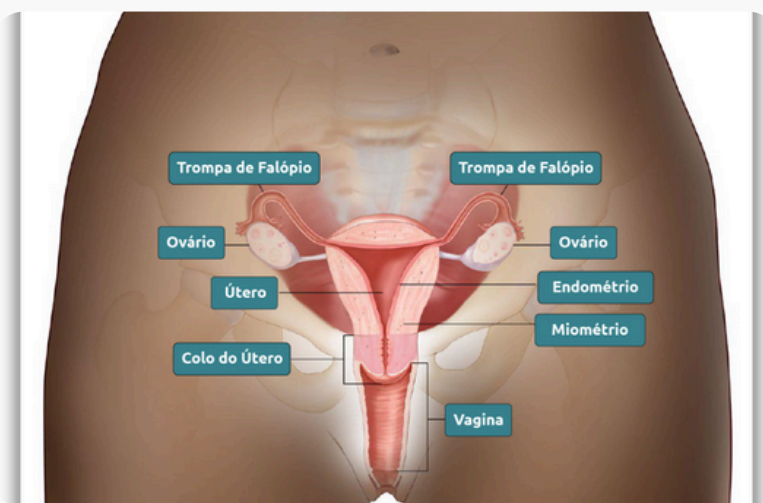 Trompa de Falópio
Trompa de Falópio
Ovário
Ovário
Útero
Endométrio
Miométrio
Colo do Útero
Vagina